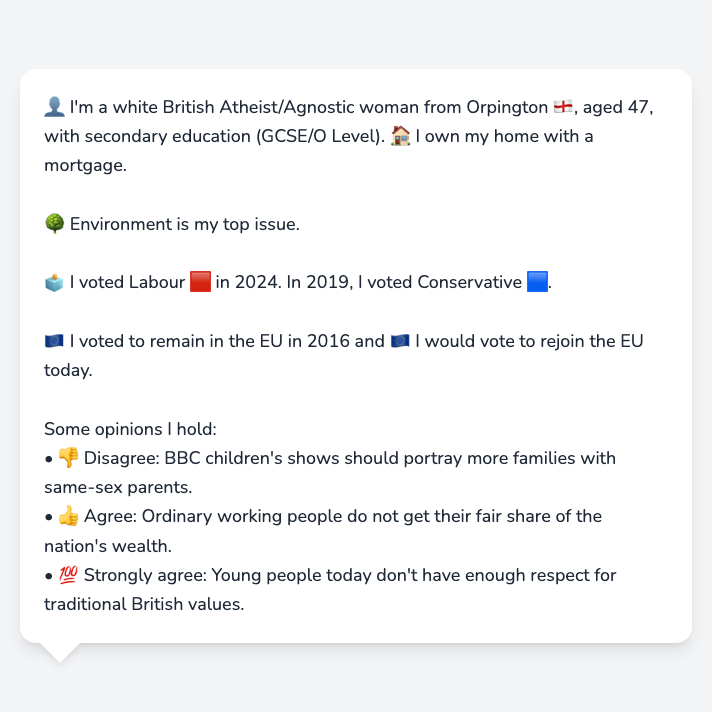 👤 I'm a white British Atheist/Agnostic woman from Orpington 🏴󠁧󠁢󠁥󠁮󠁧󠁿, aged 47,
with secondary education (GCSE/O Level). 🏠 I own my home with a
mortgage.
🌳 Environment is my top issue.
🗳️ I voted Labour 🟥 in 2024. In 2019, I voted Conservative 🟦.
🇪🇺 I voted to remain in the EU in 2016 and 🇪🇺 I would vote to rejoin the EU
today.
Some opinions I hold:
• 👎 Disagree: BBC children's shows should portray more families with
same-sex parents.
• 👍 Agree: Ordinary working people do not get their fair share of the
nation's wealth.
• 💯 Strongly agree: Young people today don't have enough respect for
traditional British values.